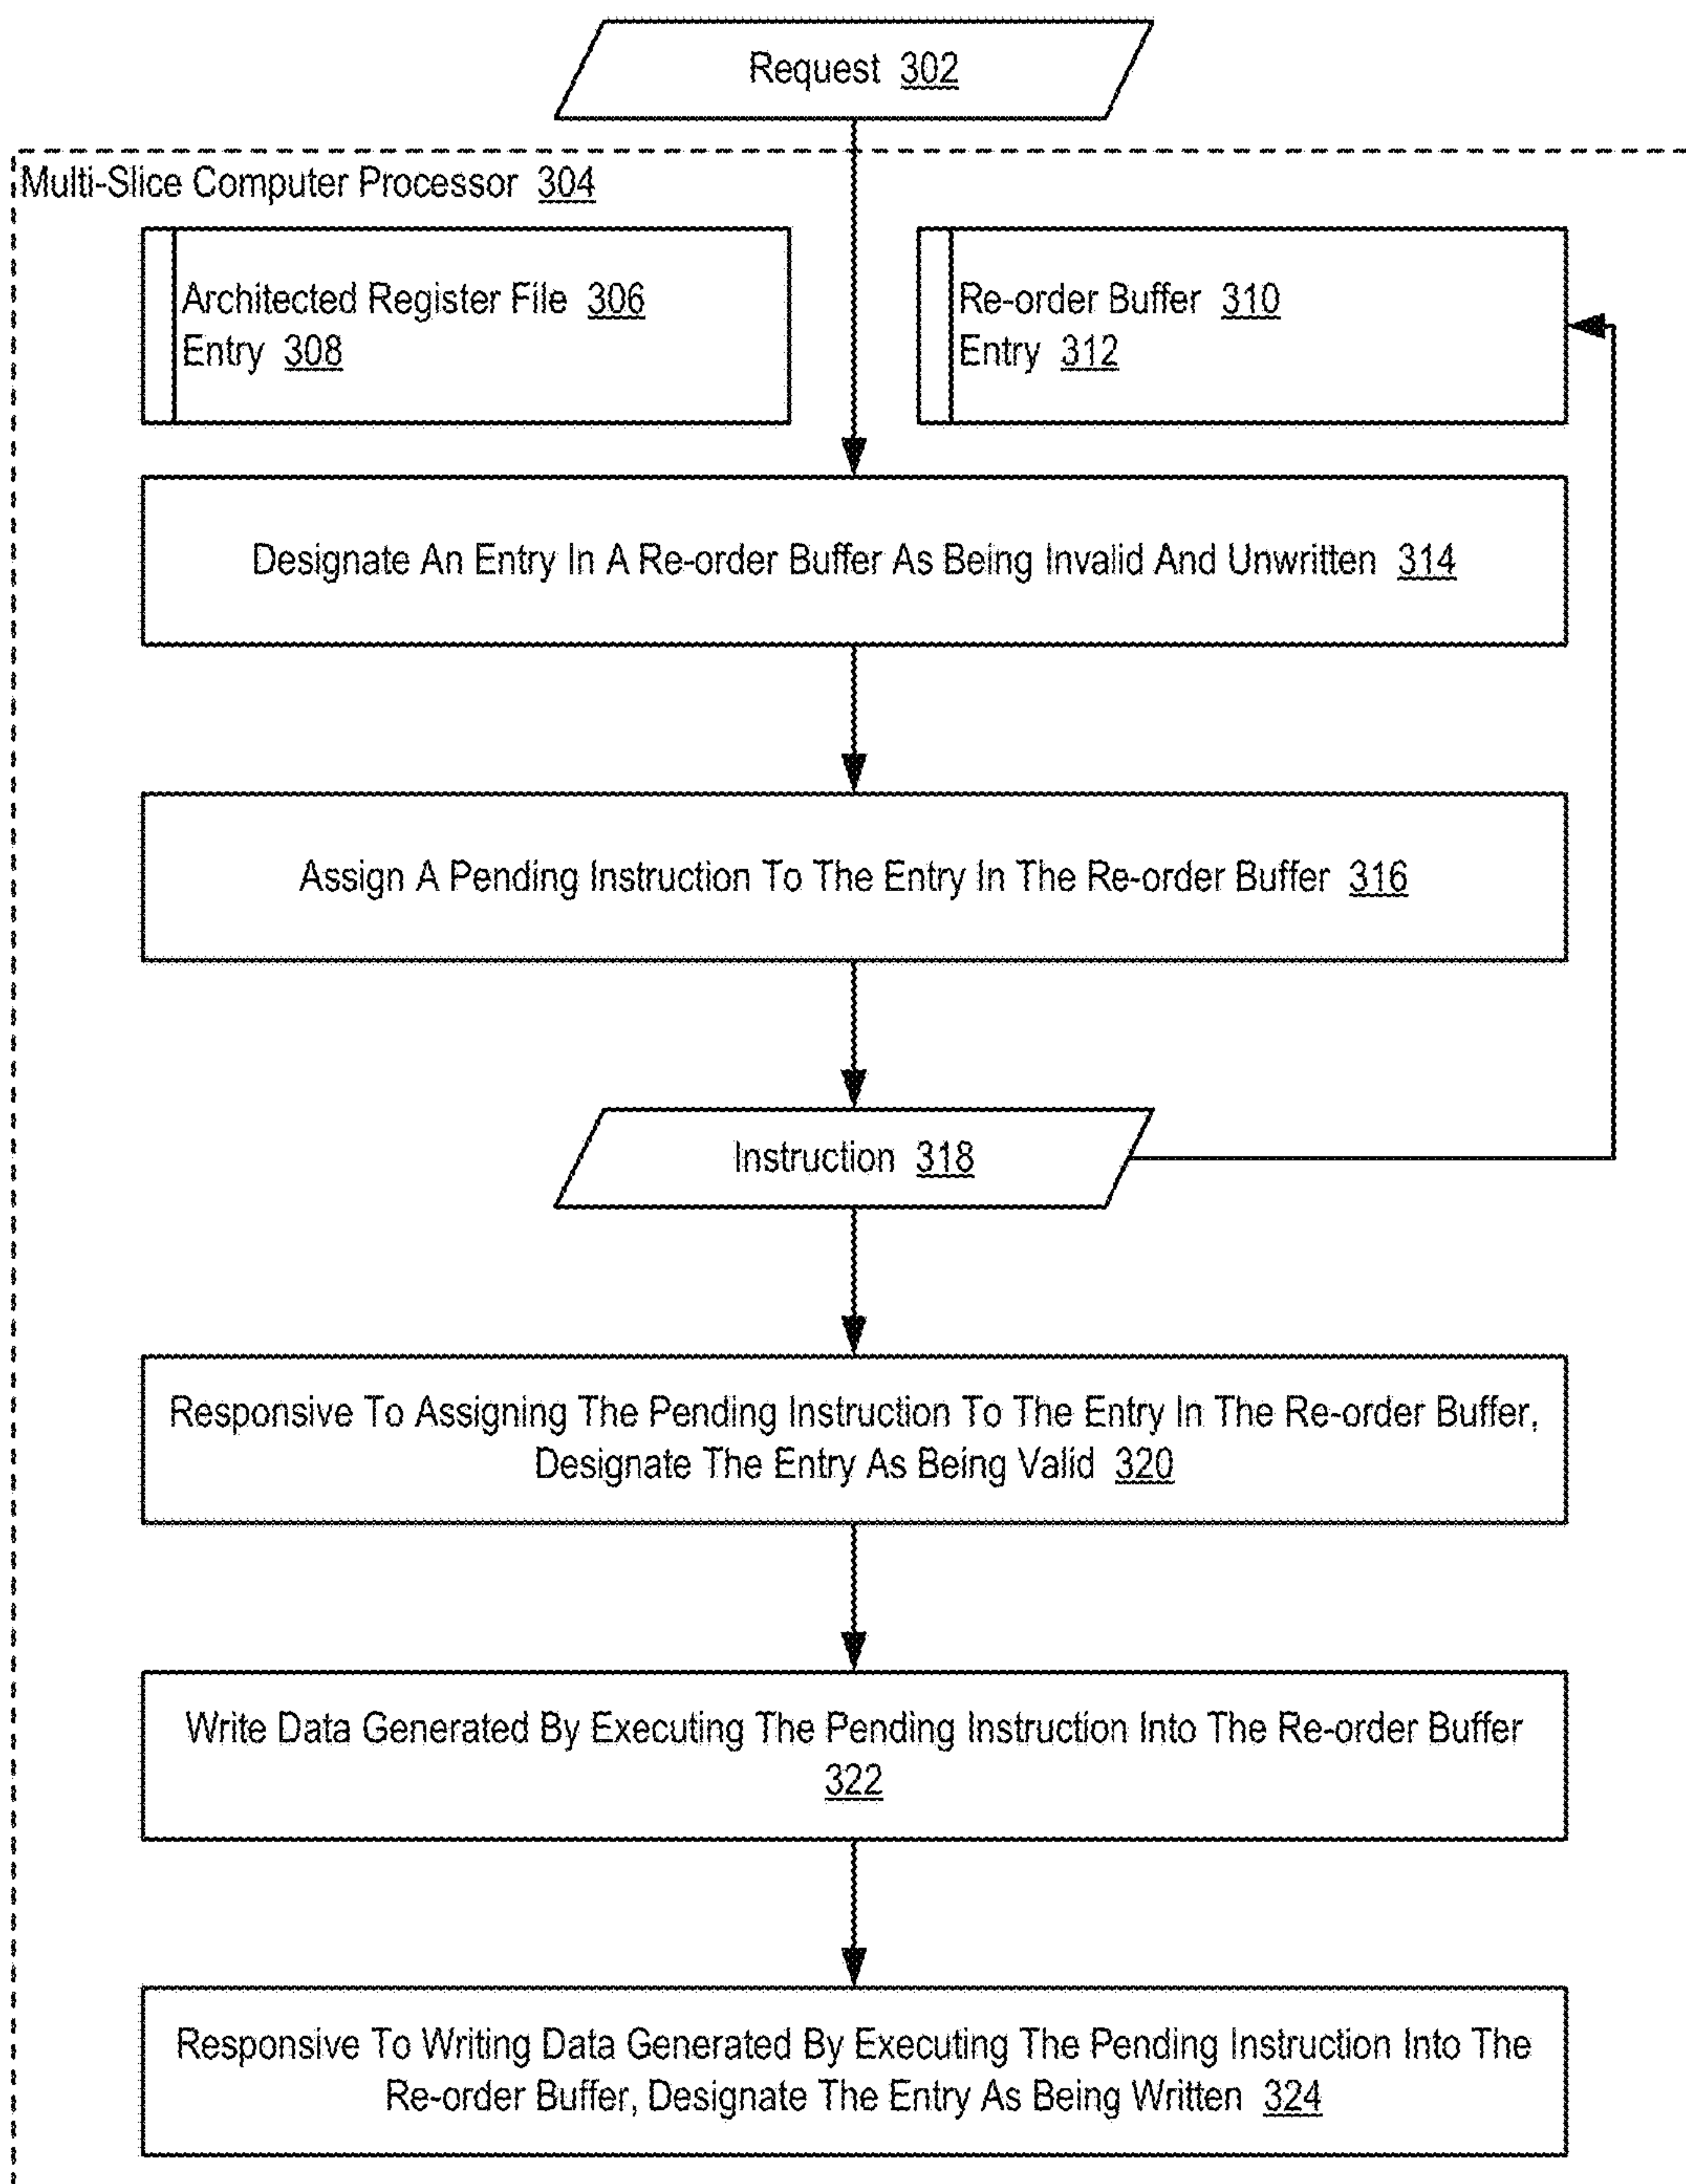 Request 302
Multi-Slice Computer Processor 304
Architected Register File 306
Entry 308
Re-order Buffer 310
Entry 312
Designate An Entry In A Re-order Buffer As Being Invalid And Unwritten 314
Assign A Pending Instruction To The Entry In The Re-order Buffer 316
Instruction 318
Responsive To Assigning The Pending Instruction To The Entry In The Re-order Buffer,
Designate The Entry As Being Valid 320
Write Data Generated By Executing The Pending Instruction Into The Re-order Buffer
322
Responsive To Writing Data Generated By Executing The Pending Instruction Into The
Re-order Buffer, Designate The Entry As Being Written 324